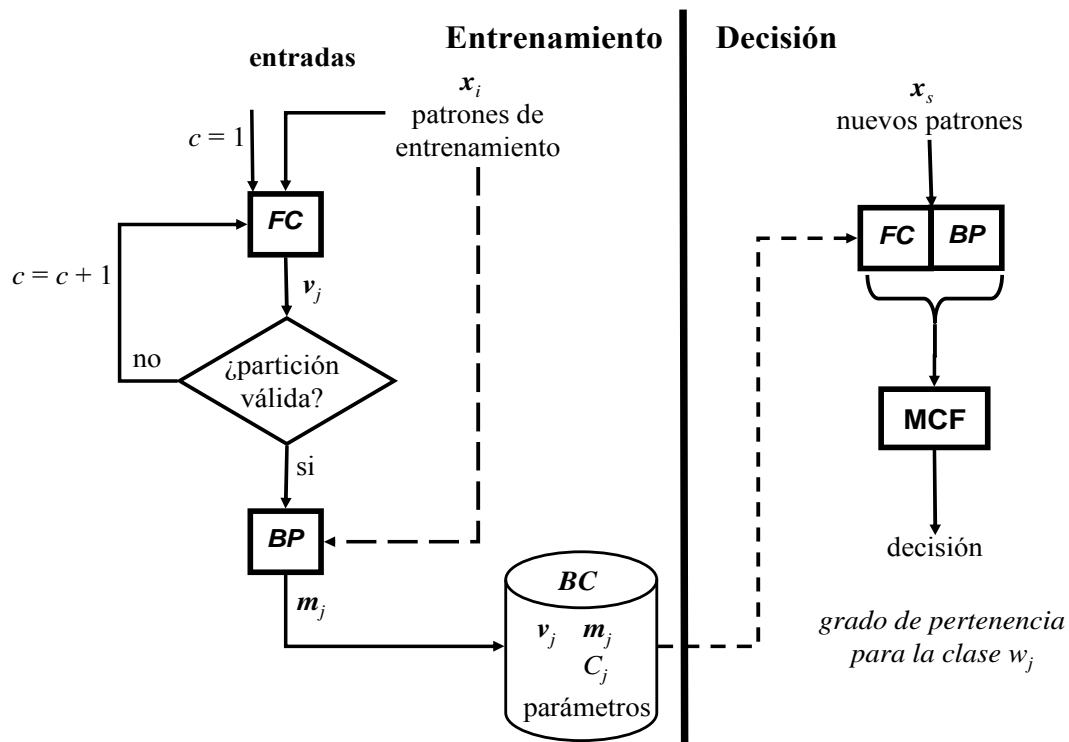 Entrenamiento
entradas
x_i
patrones de
entrenamiento
c = 1
FC
c = c + 1
v_j
¿partición
válida?
no
si
BP
m_j
BC
v_j m_j
C_j
parámetros
Decisión
x_s
nuevos patrones
FC BP
MCF
decisión
grado de pertenencia
para la clase w_j